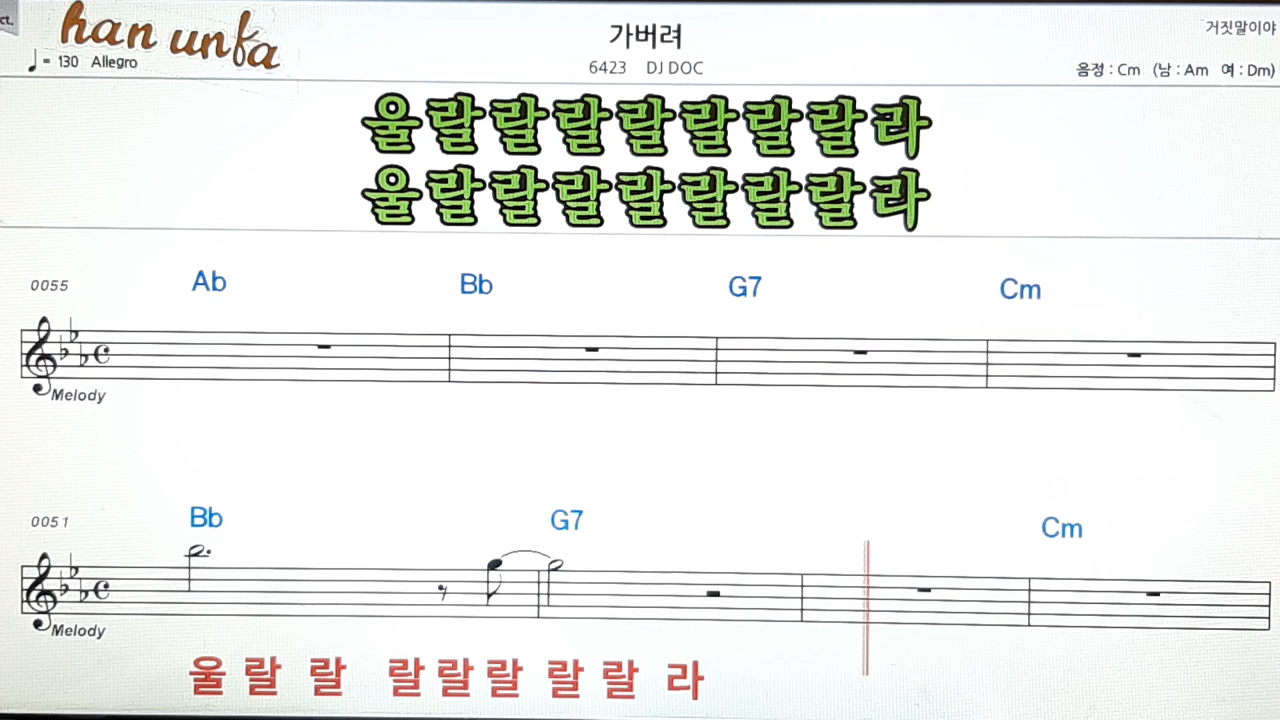 ct.
han unfa
♩ = 130 Allegro
가버려
6423 DJ DOC
거짓말이야
음정 : Cm (남 : Am 여 : Dm)
울랄랄랄랄랄랄랄라
울랄랄랄랄랄랄랄라
0055 Ab Bb G7 Cm
Melody
0051 Bb G7 Cm
Melody
울 랄 랄 랄 랄 랄 랄 랄 라